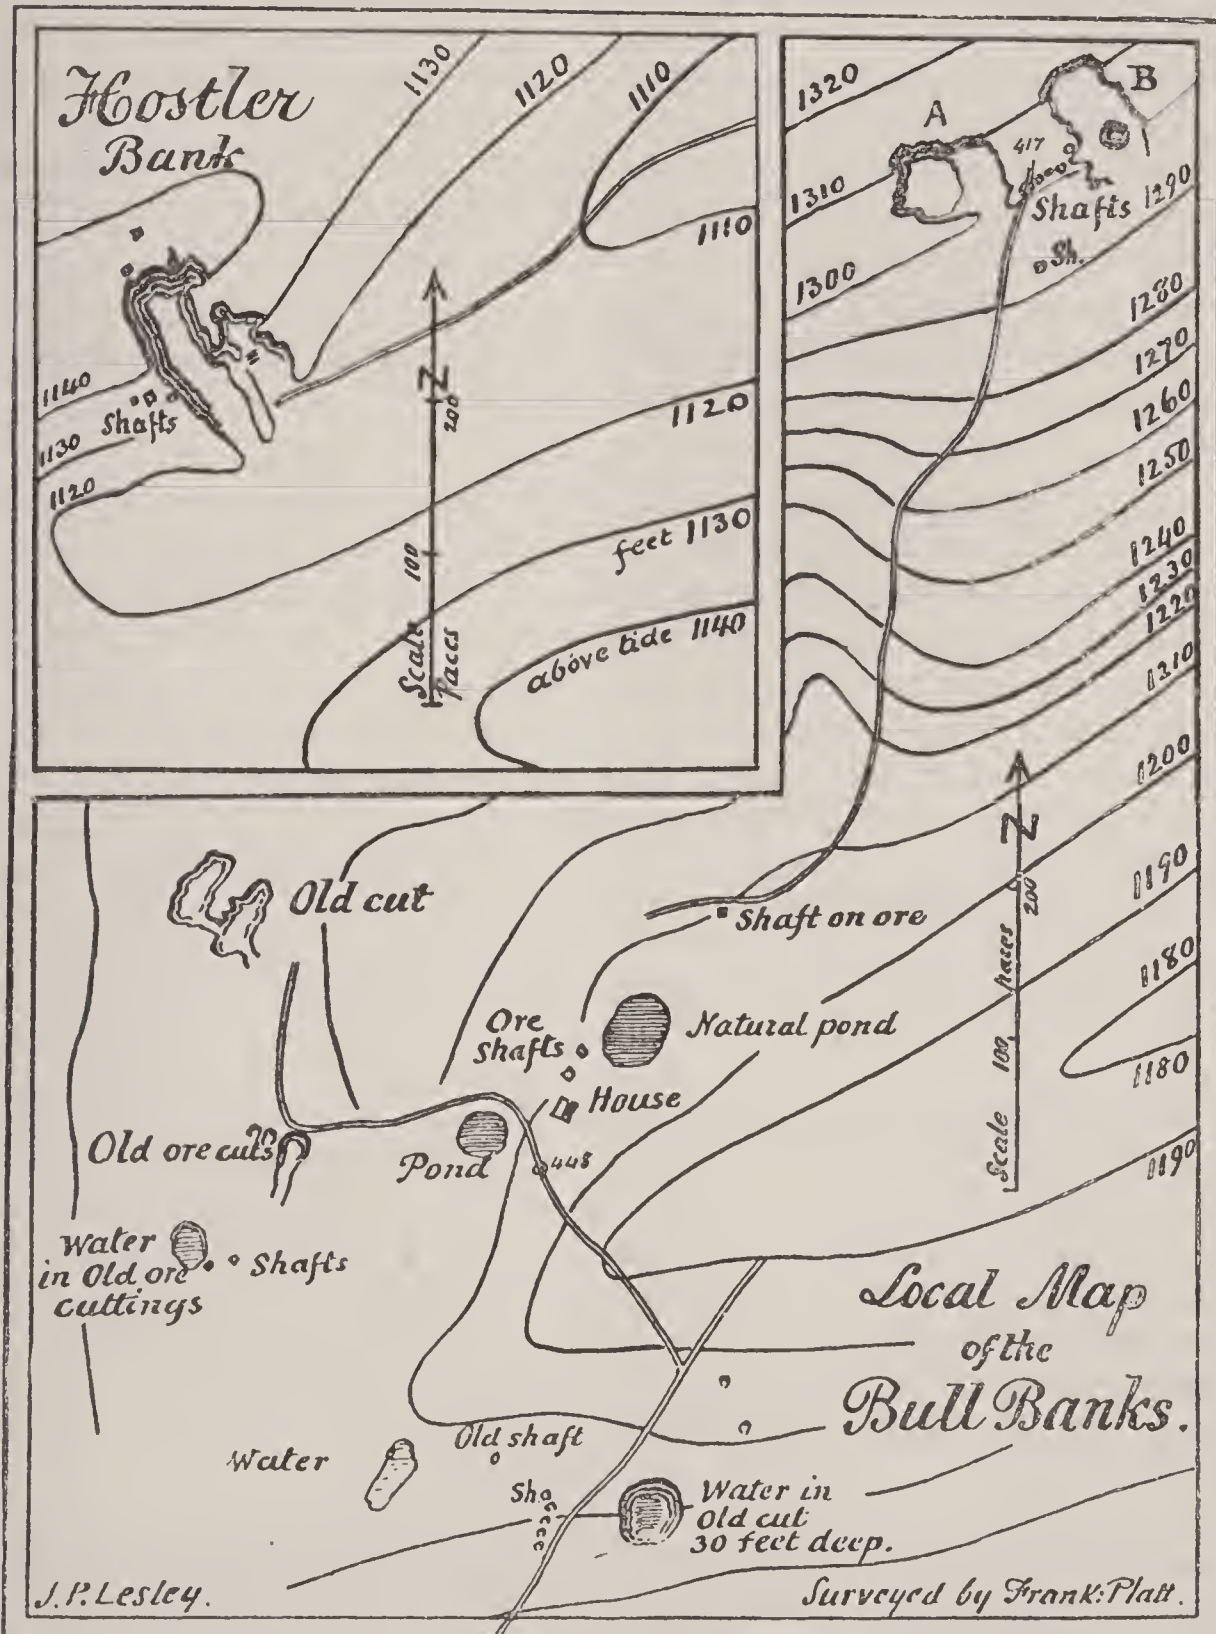 Hostler
Bank
1130
1120
1110
1110
1140
Shafts
1130
1120
200
N
1120
100
feet 1130
above tide 1140
Scale
Paces
1320
A
B
417
1310
Shafts 1290
Sh.
1300
1280
1270
1260
1250
1240
1230
1220
1210
1200
1190
1180
1180
1190
N
200
paces
100
Scale
Old cut
Shaft on ore
Ore
shafts
Natural pond
House
Old ore cuts
Pond
448
Water
in Old ore
cuttings
Shafts
Local Map
of the
Bull Banks.
Old shaft
Water
Sh.
Water in
Old cut
30 feet deep.
J. P. Lesley.
Surveyed by Frank: Platt.